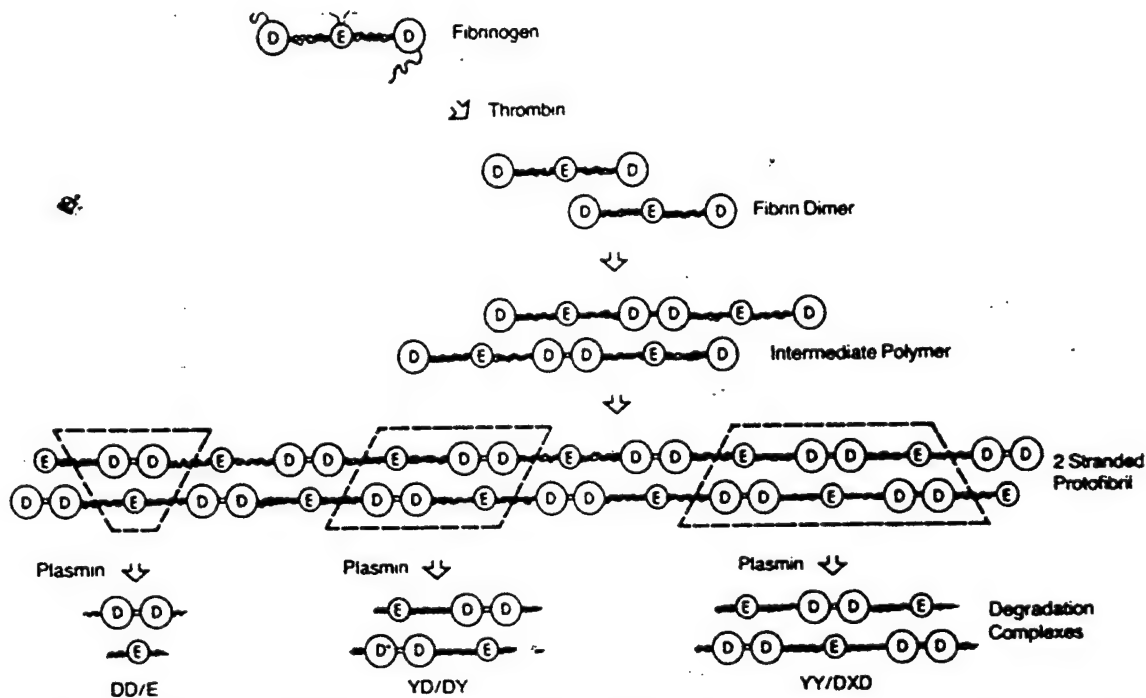 D E D Fibrinogen
Thrombin
D E D
D E D Fibrin Dimer
D E D D E D
D E D D E D Intermediate Polymer
E D D E D D E D D E D D E D D E D D
2 Stranded
D D E D D E D D E D D E D D E D D E
Protofibril
Plasmin Plasmin Plasmin
D D E D D E D D E
Degradation
Complexes
E D D E D D E D D
DD/E YD/DY YY/DXD